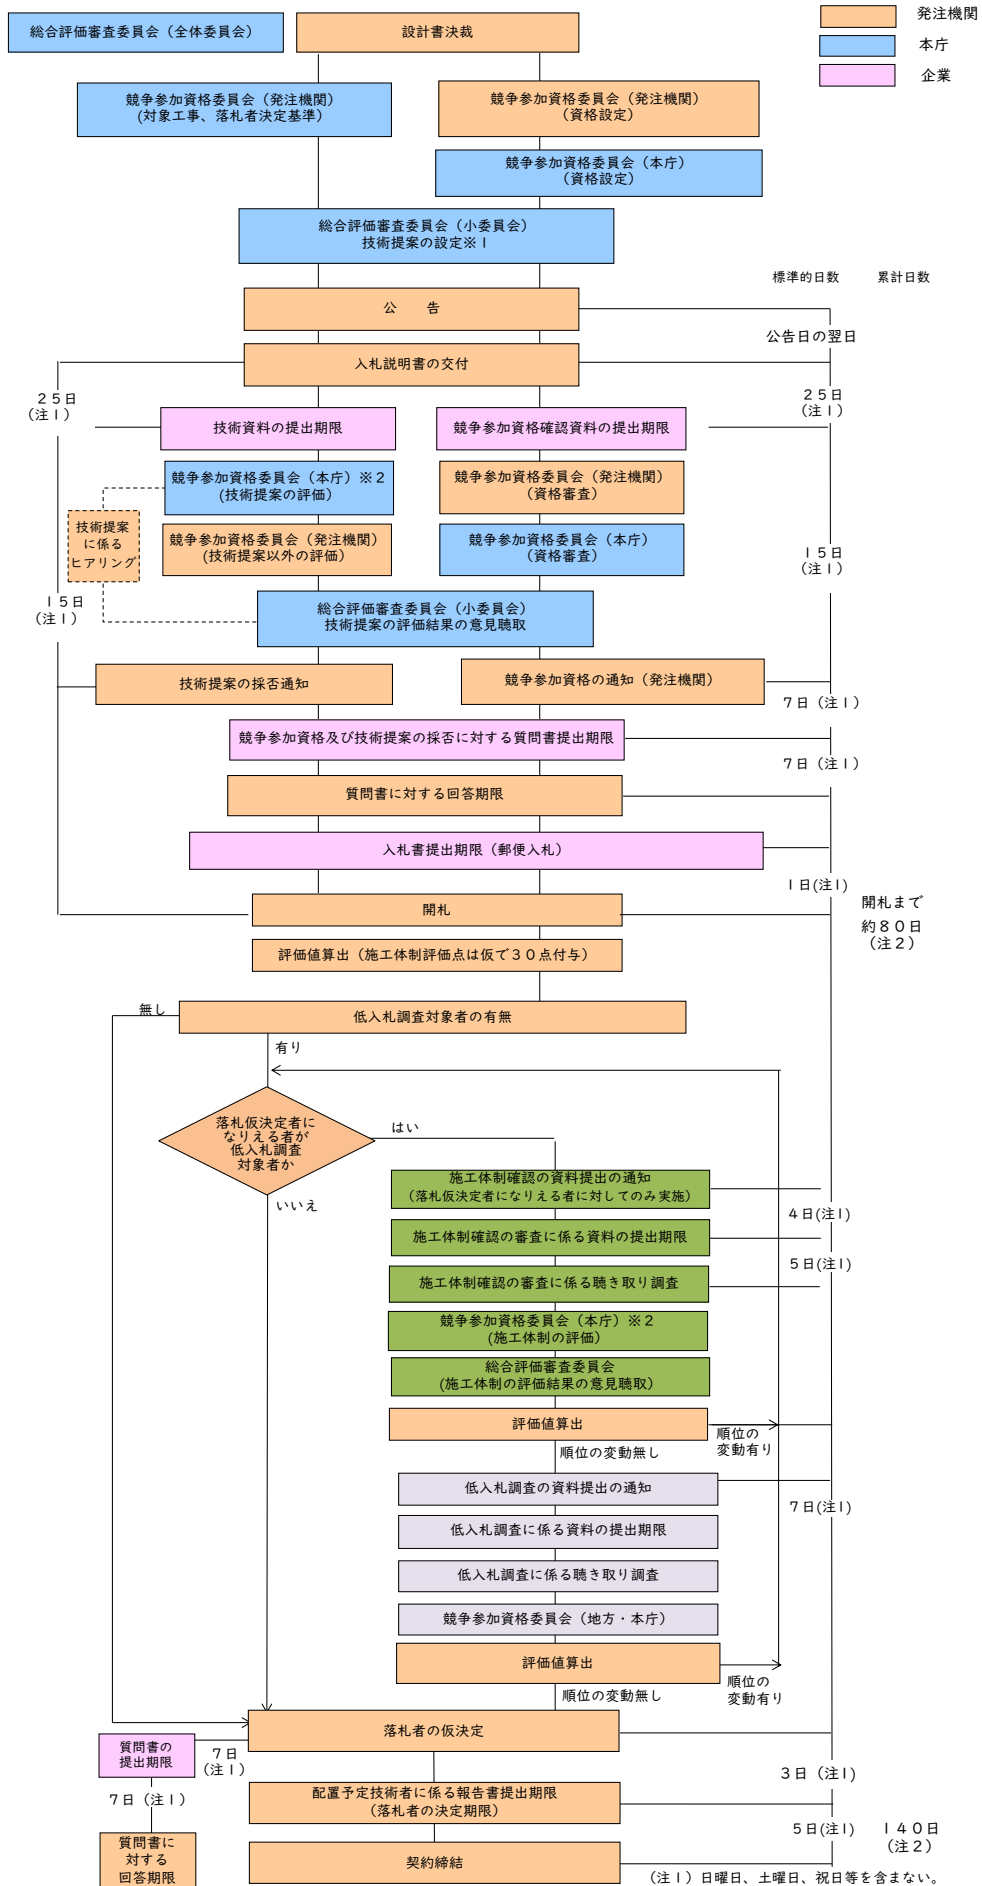 総合評価審査委員会（全体委員会）
設計書決裁
発注機関
本庁
企業
競争参加資格委員会（発注機関）
(対象工事、落札者決定基準）
競争参加資格委員会（発注機関）
（資格設定）
競争参加資格委員会（本庁）
（資格設定）
総合評価審査委員会（小委員会）
技術提案の設定※１
標準的日数
累計日数
公　　告
公告日の翌日
入札説明書の交付
２５日
（注１）
２５日
（注１）
技術資料の提出期限
競争参加資格確認資料の提出期限
競争参加資格委員会（本庁）※２
（技術提案の評価）
競争参加資格委員会（発注機関）
（資格審査）
技術提案
に係る
ヒアリング
競争参加資格委員会（発注機関）
（技術提案以外の評価）
競争参加資格委員会（本庁）
（資格審査）
１５日
（注１）
１５日
（注１）
総合評価審査委員会（小委員会）
技術提案の評価結果の意見聴取
技術提案の採否通知
競争参加資格の通知（発注機関）
７日（注１）
競争参加資格及び技術提案の採否に対する質問書提出期限
７日（注１）
質問書に対する回答期限
入札書提出期限（郵便入札）
１日(注１)
開札
開札まで
約８０日
（注２）
評価値算出（施工体制評価点は仮で３０点付与）
無し
低入札調査対象者の有無
有り
落札仮決定者に
なりえる者が
低入札調査
対象者か
はい
いいえ
施工体制確認の資料提出の通知
（落札仮決定者になりえる者に対してのみ実施）
４日(注１)
施工体制確認の審査に係る資料の提出期限
５日(注１)
施工体制確認の審査に係る聴き取り調査
競争参加資格委員会（本庁）※２
(施工体制の評価）
総合評価審査委員会
(施工体制の評価結果の意見聴取）
評価値算出
順位の
変動有り
順位の変動無し
低入札調査の資料提出の通知
７日(注１)
低入札調査に係る資料の提出期限
低入札調査に係る聴き取り調査
競争参加資格委員会（地方・本庁）
評価値算出
順位の
変動有り
順位の変動無し
落札者の仮決定
質問書の
提出期限
７日
（注１）
３日（注１）
７日（注１）
配置予定技術者に係る報告書提出期限
（落札者の決定期限）
５日(注１)
１４０日
（注２）
質問書に
対する
回答期限
契約締結
（注１）日曜日、土曜日、祝日等を含まない。